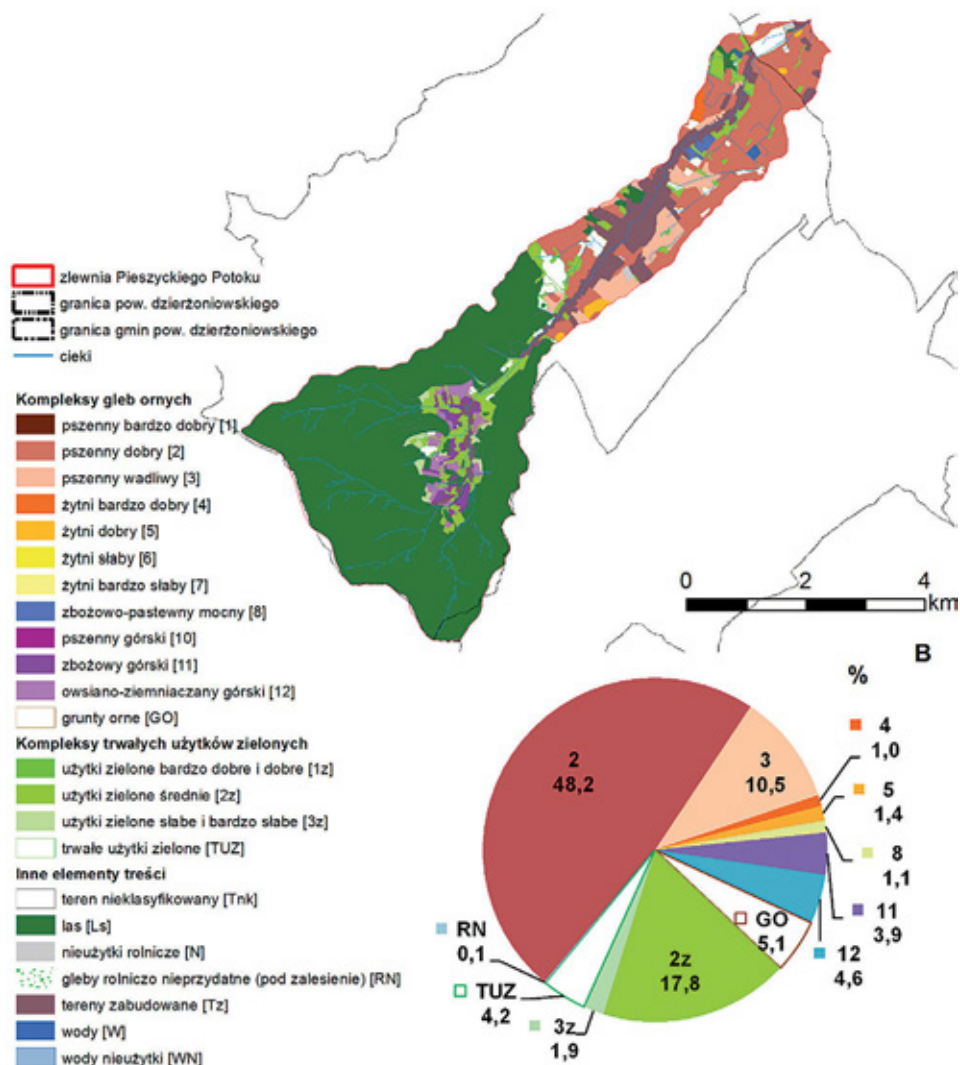 zlewnia Pieszyckiego Potoku
granica pow. dzierżoniowskiego
granica gmin pow. dzierżoniowskiego
cieki
Kompleksy gleb ornych
pszenny bardzo dobry [1]
pszenny dobry [2]
pszenny wadliwy [3]
żytni bardzo dobry [4]
żytni dobry [5]
żytni słaby [6]
żytni bardzo słaby [7]
zbożowo-pastewny mocny [8]
pszenny górski [10]
zbożowy górski [11]
owsiano-ziemniaczany górski [12]
grunty orne [GO]
Kompleksy trwałych użytków zielonych
użytki zielone bardzo dobre i dobre [1z]
użytki zielone średnie [2z]
użytki zielone słabe i bardzo słabe [3z]
trwałe użytki zielone [TUZ]
Inne elementy treści
teren nieklasyfikowany [Tnk]
las [Ls]
nieużytki rolnicze [N]
gleby rolniczo nieprzydatne (pod zalesienie) [RN]
tereny zabudowane [Tz]
wody [W]
wody nieużytki [WN]
0 2 4
km
B
%
2
48,2
3
10,5
4
1,0
5
1,4
8
1,1
11
3,9
12
4,6
GO
5,1
2z
17,8
3z
1,9
TUZ
4,2
RN
0,1